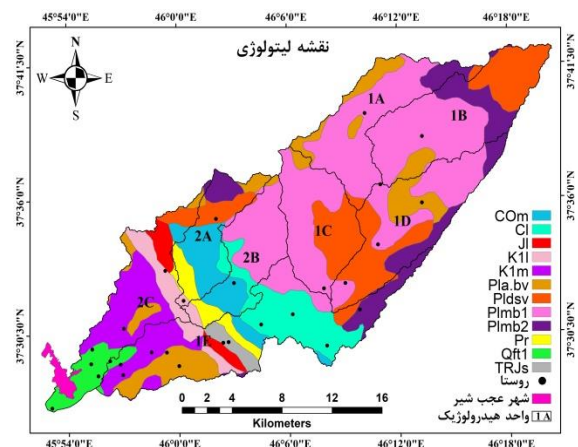 45°54'0"E 46°0'0"E 46°6'0"E 46°12'0"E 46°18'0"E
نقشه لیتولوژی
N
W E
S
37°41'30"N 37°41'30"N
1A
1B
37°36'0"N 37°36'0"N
1D
1C
2A
2B
2C
1E
37°30'30"N 37°30'30"N
COm
Cl
Jl
K1l
K1m
Pla.bv
Pldsv
Plmb1
Plmb2
Pr
Qft1
TRJs
روستا
شهر عجب شیر
واحد هیدرولوژیک 1A
0 2 4 8 12 16
Kilometers
45°54'0"E 46°0'0"E 46°6'0"E 46°12'0"E 46°18'0"E